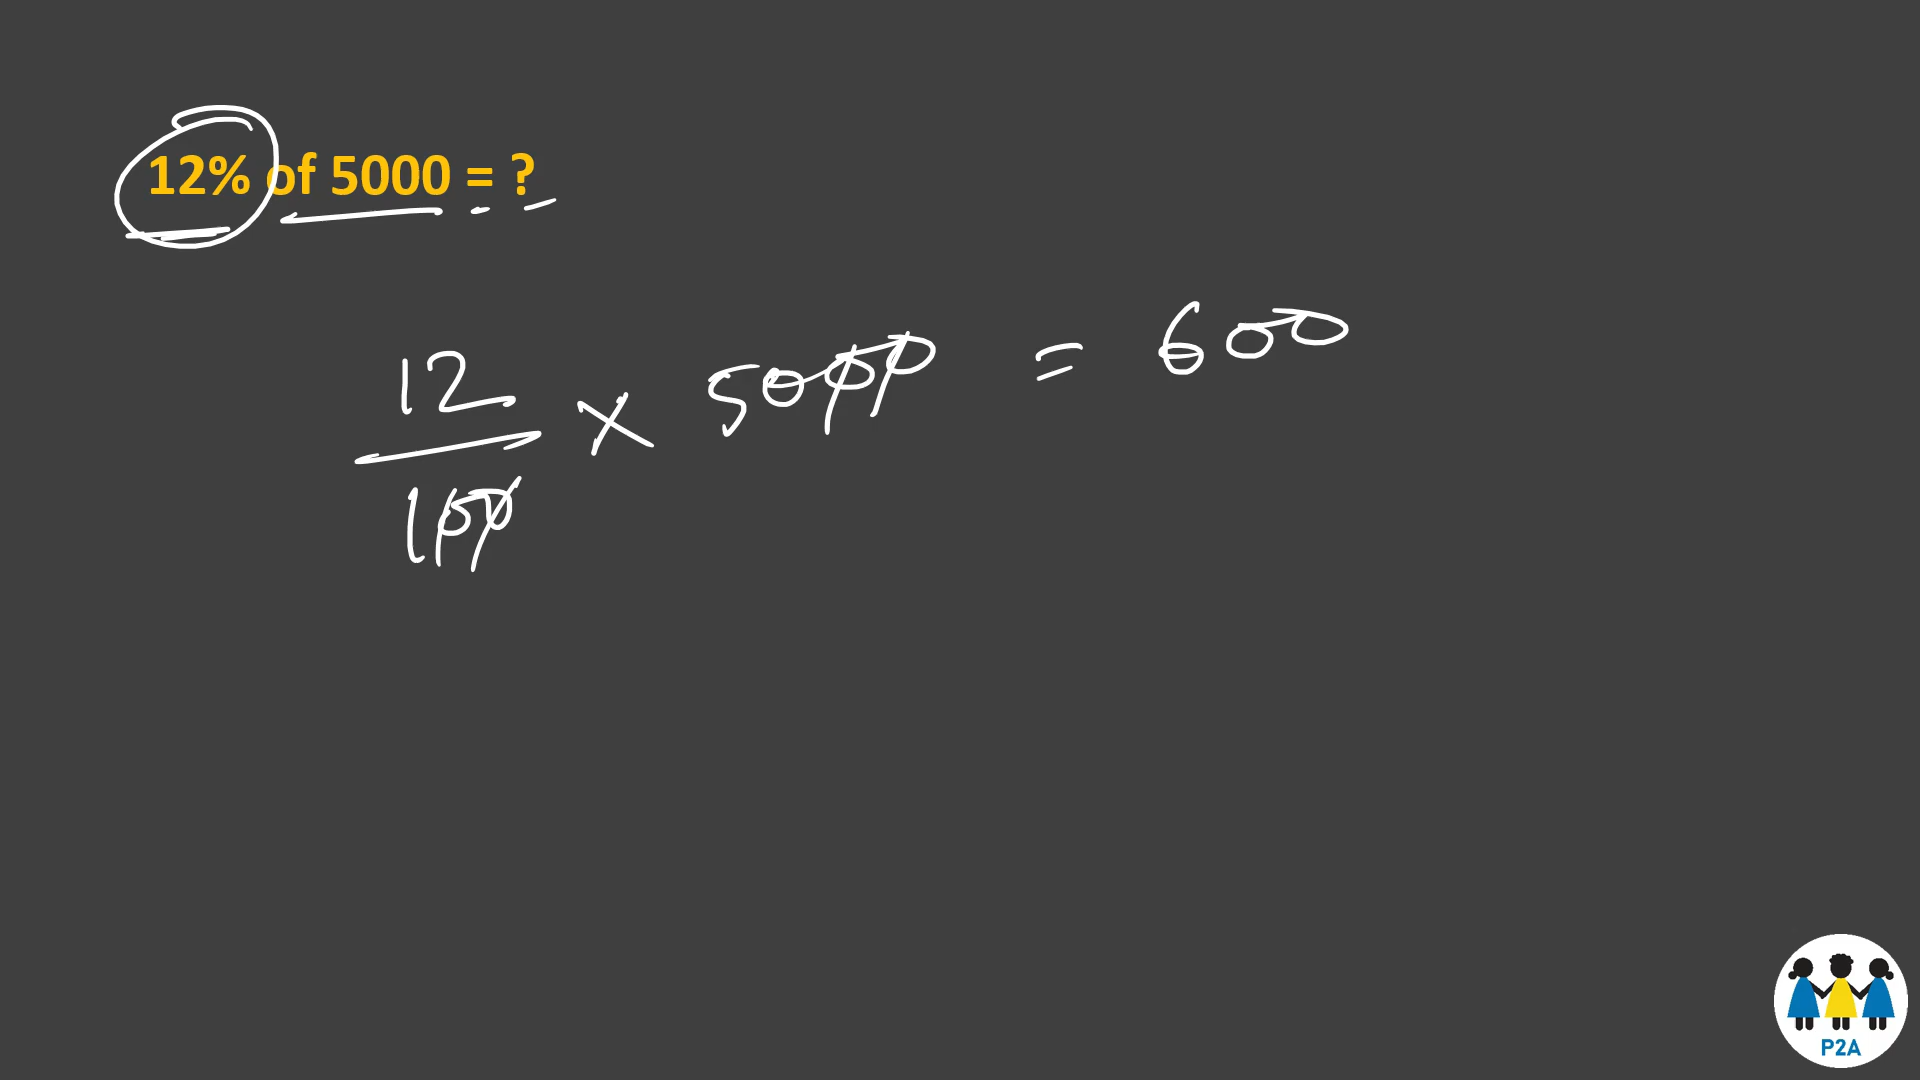 12% of 5000 = ?
12/100 × 5000 = 600
P2A